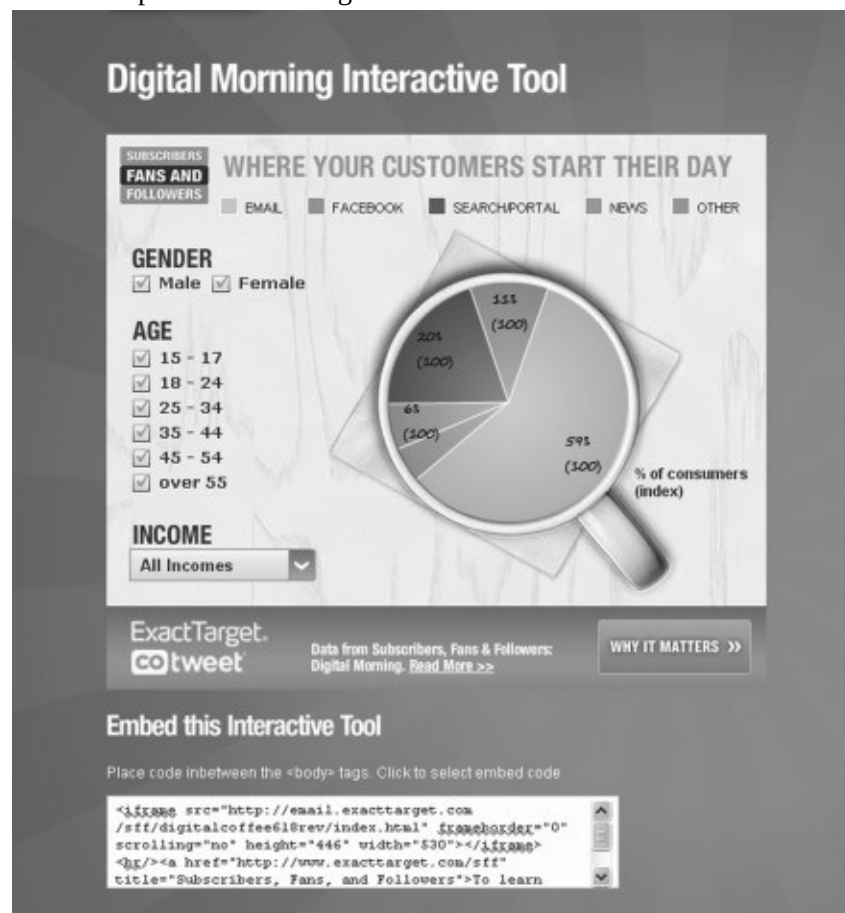 Digital Morning Interactive Tool
SUBSCRIBERS
FANS AND
FOLLOWERS
WHERE YOUR CUSTOMERS START THEIR DAY
EMAIL FACEBOOK SEARCH/PORTAL NEWS OTHER
GENDER
Male Female
AGE
15 - 17
18 - 24
25 - 34
35 - 44
45 - 54
over 55
INCOME
All Incomes
11%
(100)
20%
(100)
6%
(100)
59%
(100)
% of consumers
(index)
ExactTarget.
cotweet
Data from Subscribers, Fans & Followers:
Digital Morning. Read More >>
WHY IT MATTERS »
Embed this Interactive Tool
Place code inbetween the <body> tags. Click to select embed code
<iframe src="http://email.exacttarget.com
/sff/digitalcoffee618rev/index.html" frameborder="0"
scrolling="no" height="446" width="530"></iframe>
<br/><a href="http://www.exacttarget.com/sff"
title="Subscribers, Fans, and Followers">To learn